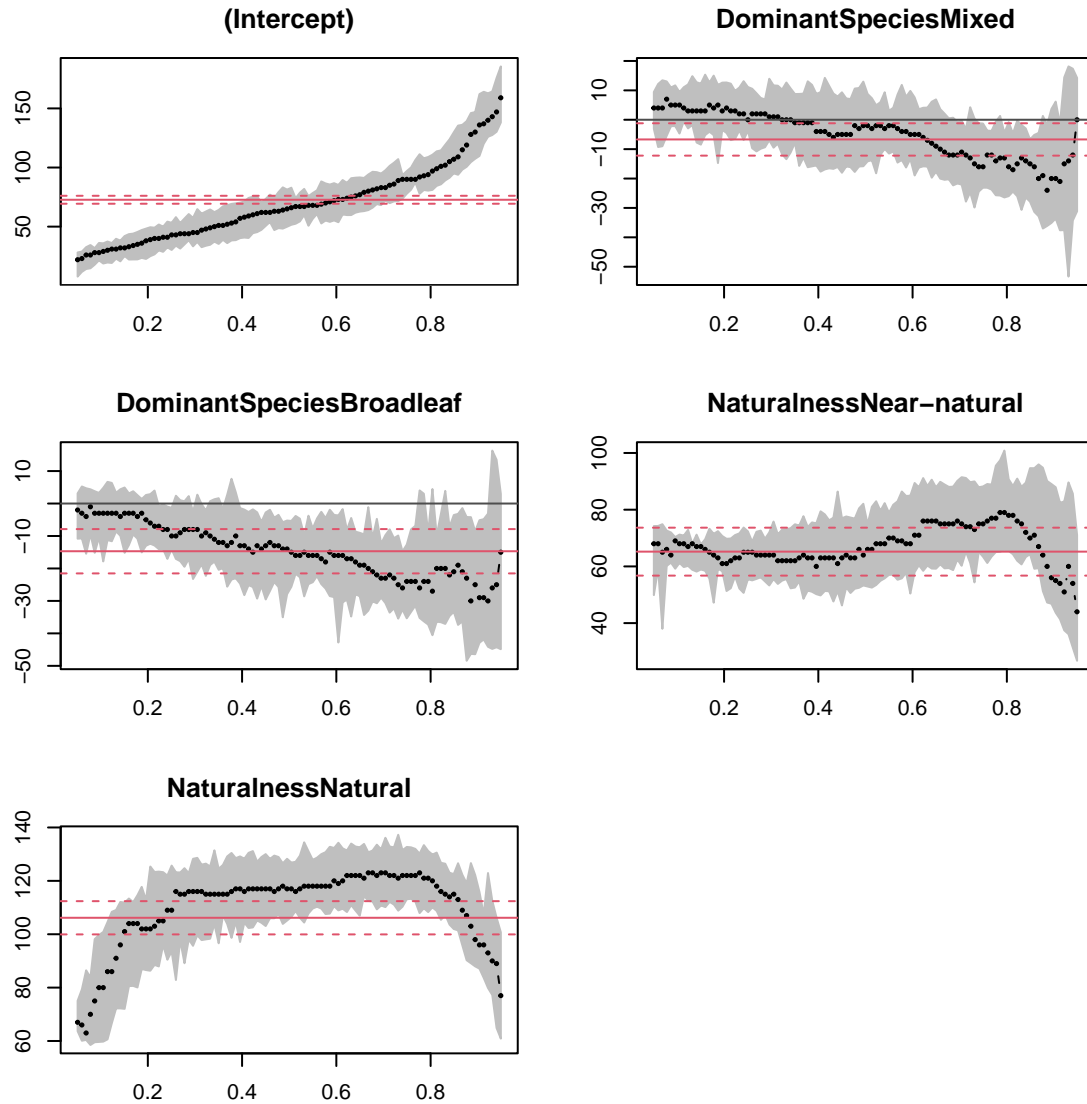 (Intercept)
150
100
50
0.2 0.4 0.6 0.8
DominantSpeciesMixed
10
−10
−30
−50
0.2 0.4 0.6 0.8
DominantSpeciesBroadleaf
10
−10
−30
−50
0.2 0.4 0.6 0.8
NaturalnessNear−natural
100
80
60
40
0.2 0.4 0.6 0.8
NaturalnessNatural
140
120
100
80
60
0.2 0.4 0.6 0.8